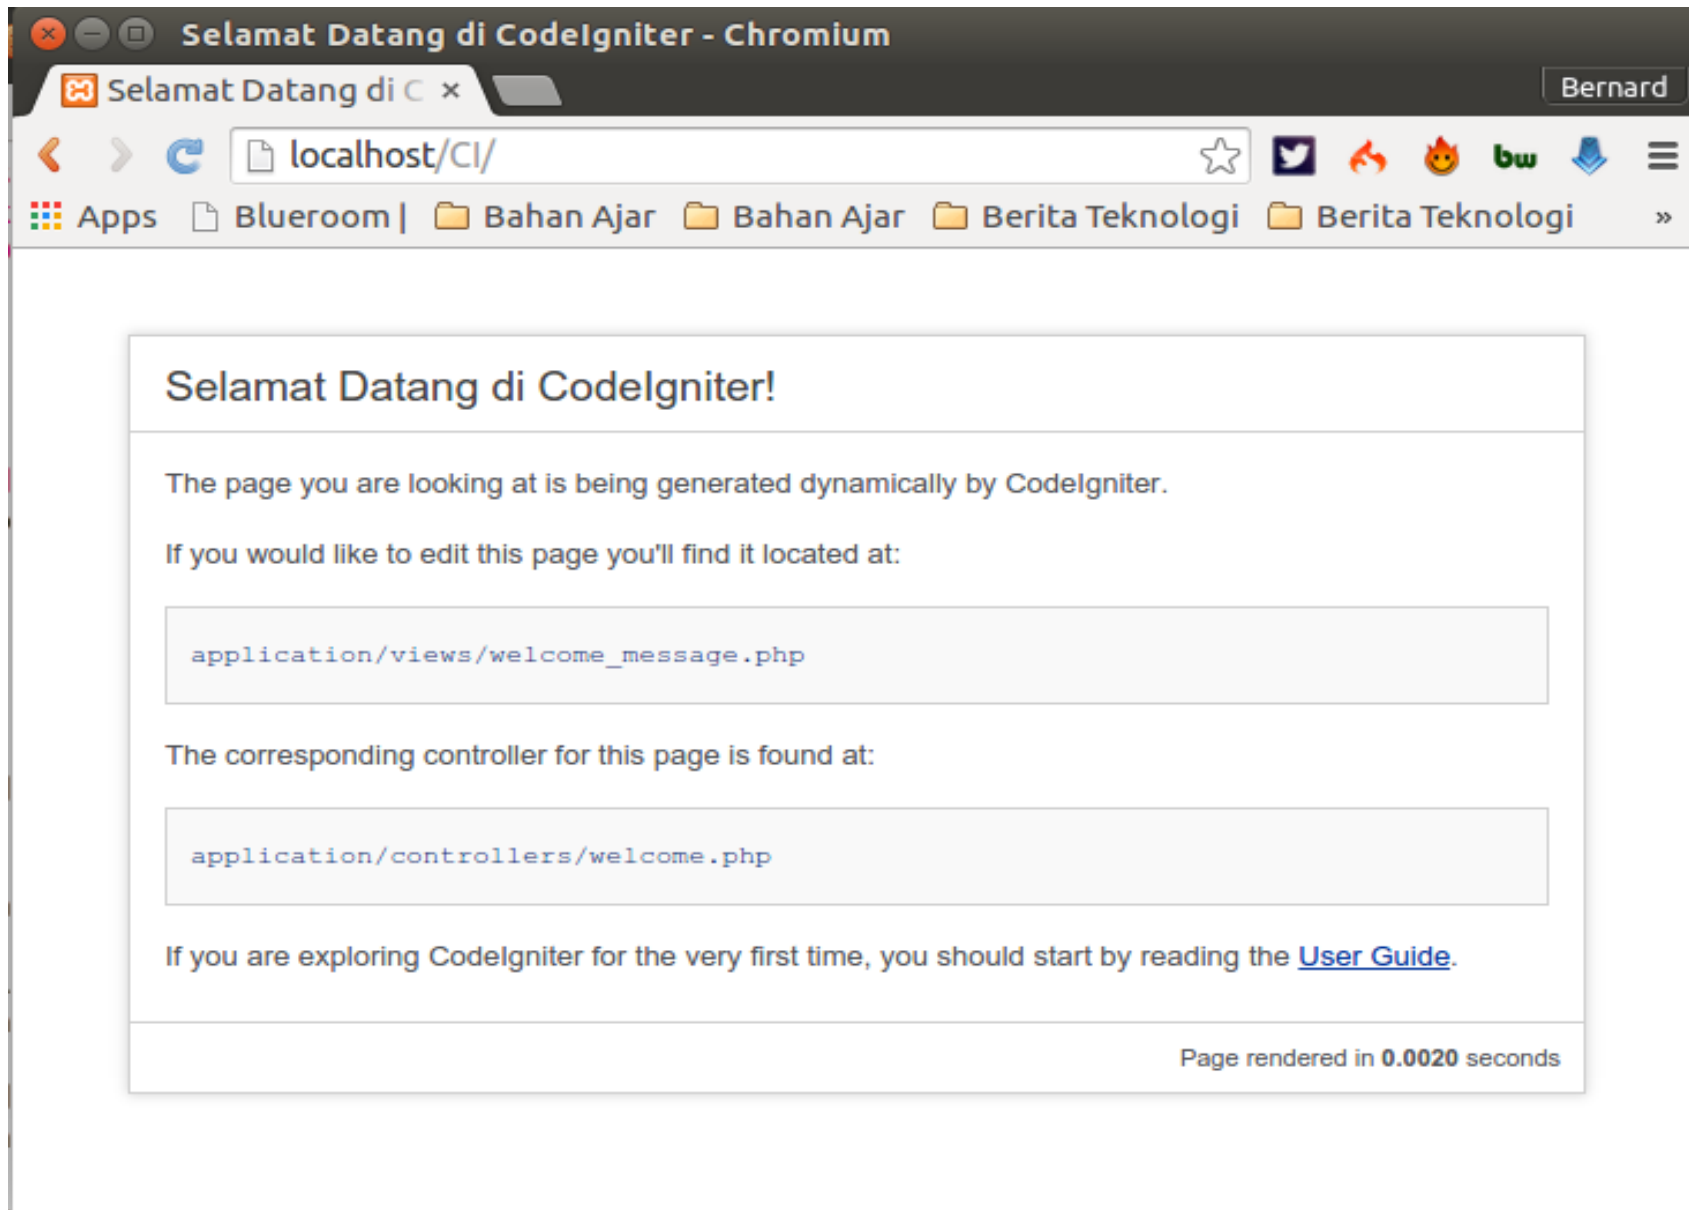 Selamat Datang di CodeIgniter - Chromium
Selamat Datang di C
Bernard
localhost/CI/
bw
Apps Blueroom | Bahan Ajar Bahan Ajar Berita Teknologi Berita Teknologi »
Selamat Datang di CodeIgniter!
The page you are looking at is being generated dynamically by CodeIgniter.
If you would like to edit this page you'll find it located at:
application/views/welcome_message.php
The corresponding controller for this page is found at:
application/controllers/welcome.php
If you are exploring CodeIgniter for the very first time, you should start by reading the User Guide.
Page rendered in 0.0020 seconds